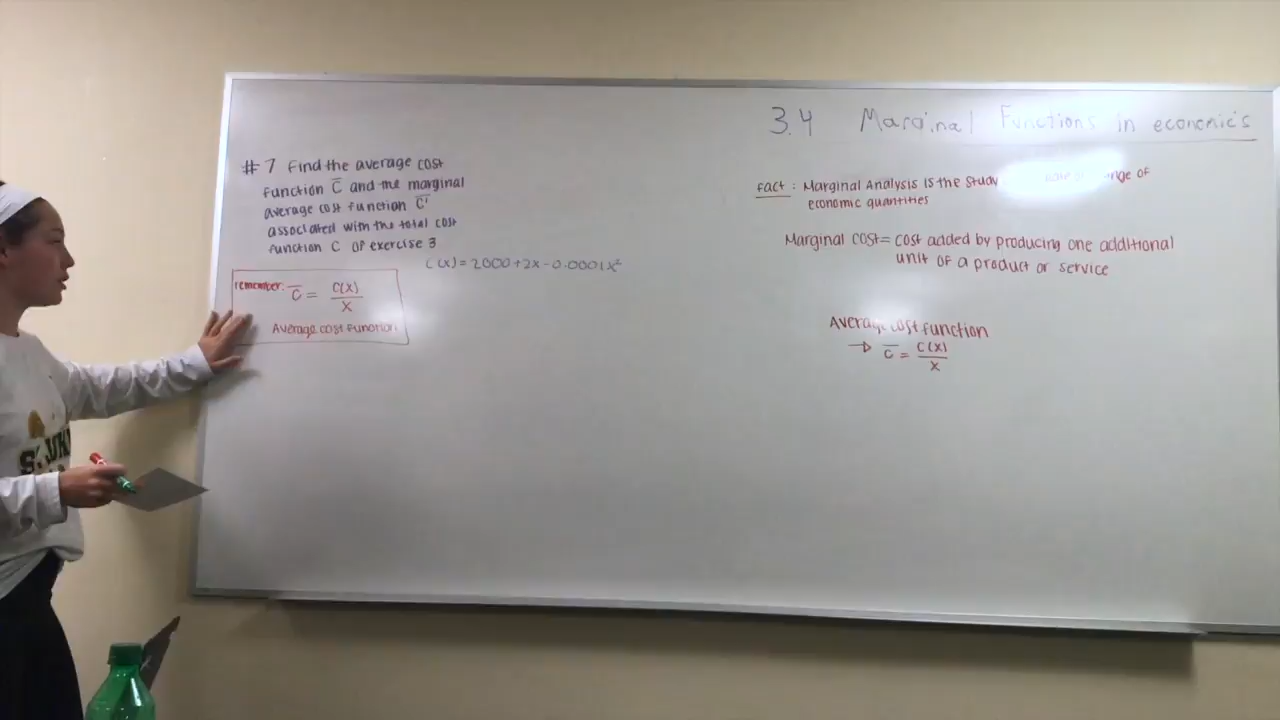 3.4 Marginal Functions in economics
#7 Find the average cost
function C̅ and the marginal
average cost function C̅'
associated with the total cost
function C of exercise 3
C(x) = 2000+2x-0.0001x²
remember: C̅ = C(x)/x
Average cost function
fact: Marginal Analysis is the study
economic quantities
Marginal cost = cost added by producing one additional
unit of a product or service
Average cost function
→ C̅ = C(x)/x